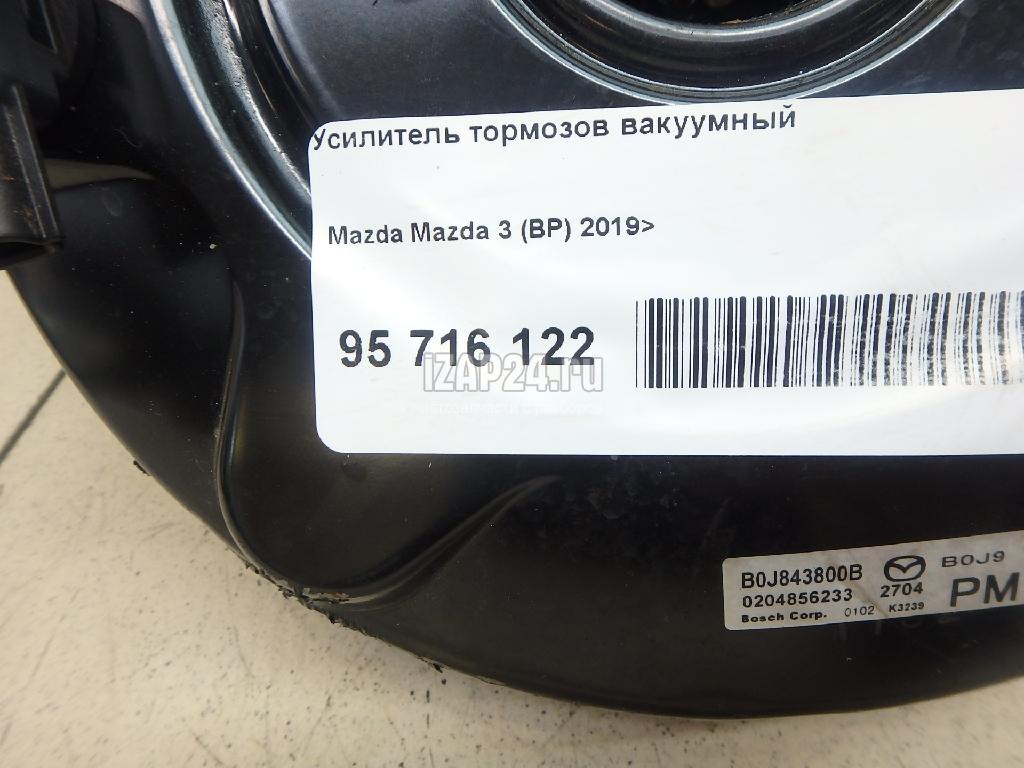 Усилитель тормозов вакуумный
Mazda Mazda 3 (BP) 2019>
95 716 122
IZAP24.ru
B0J843800B B0J9
0204856233 2704 PM
Bosch Corp. 0102 K3239